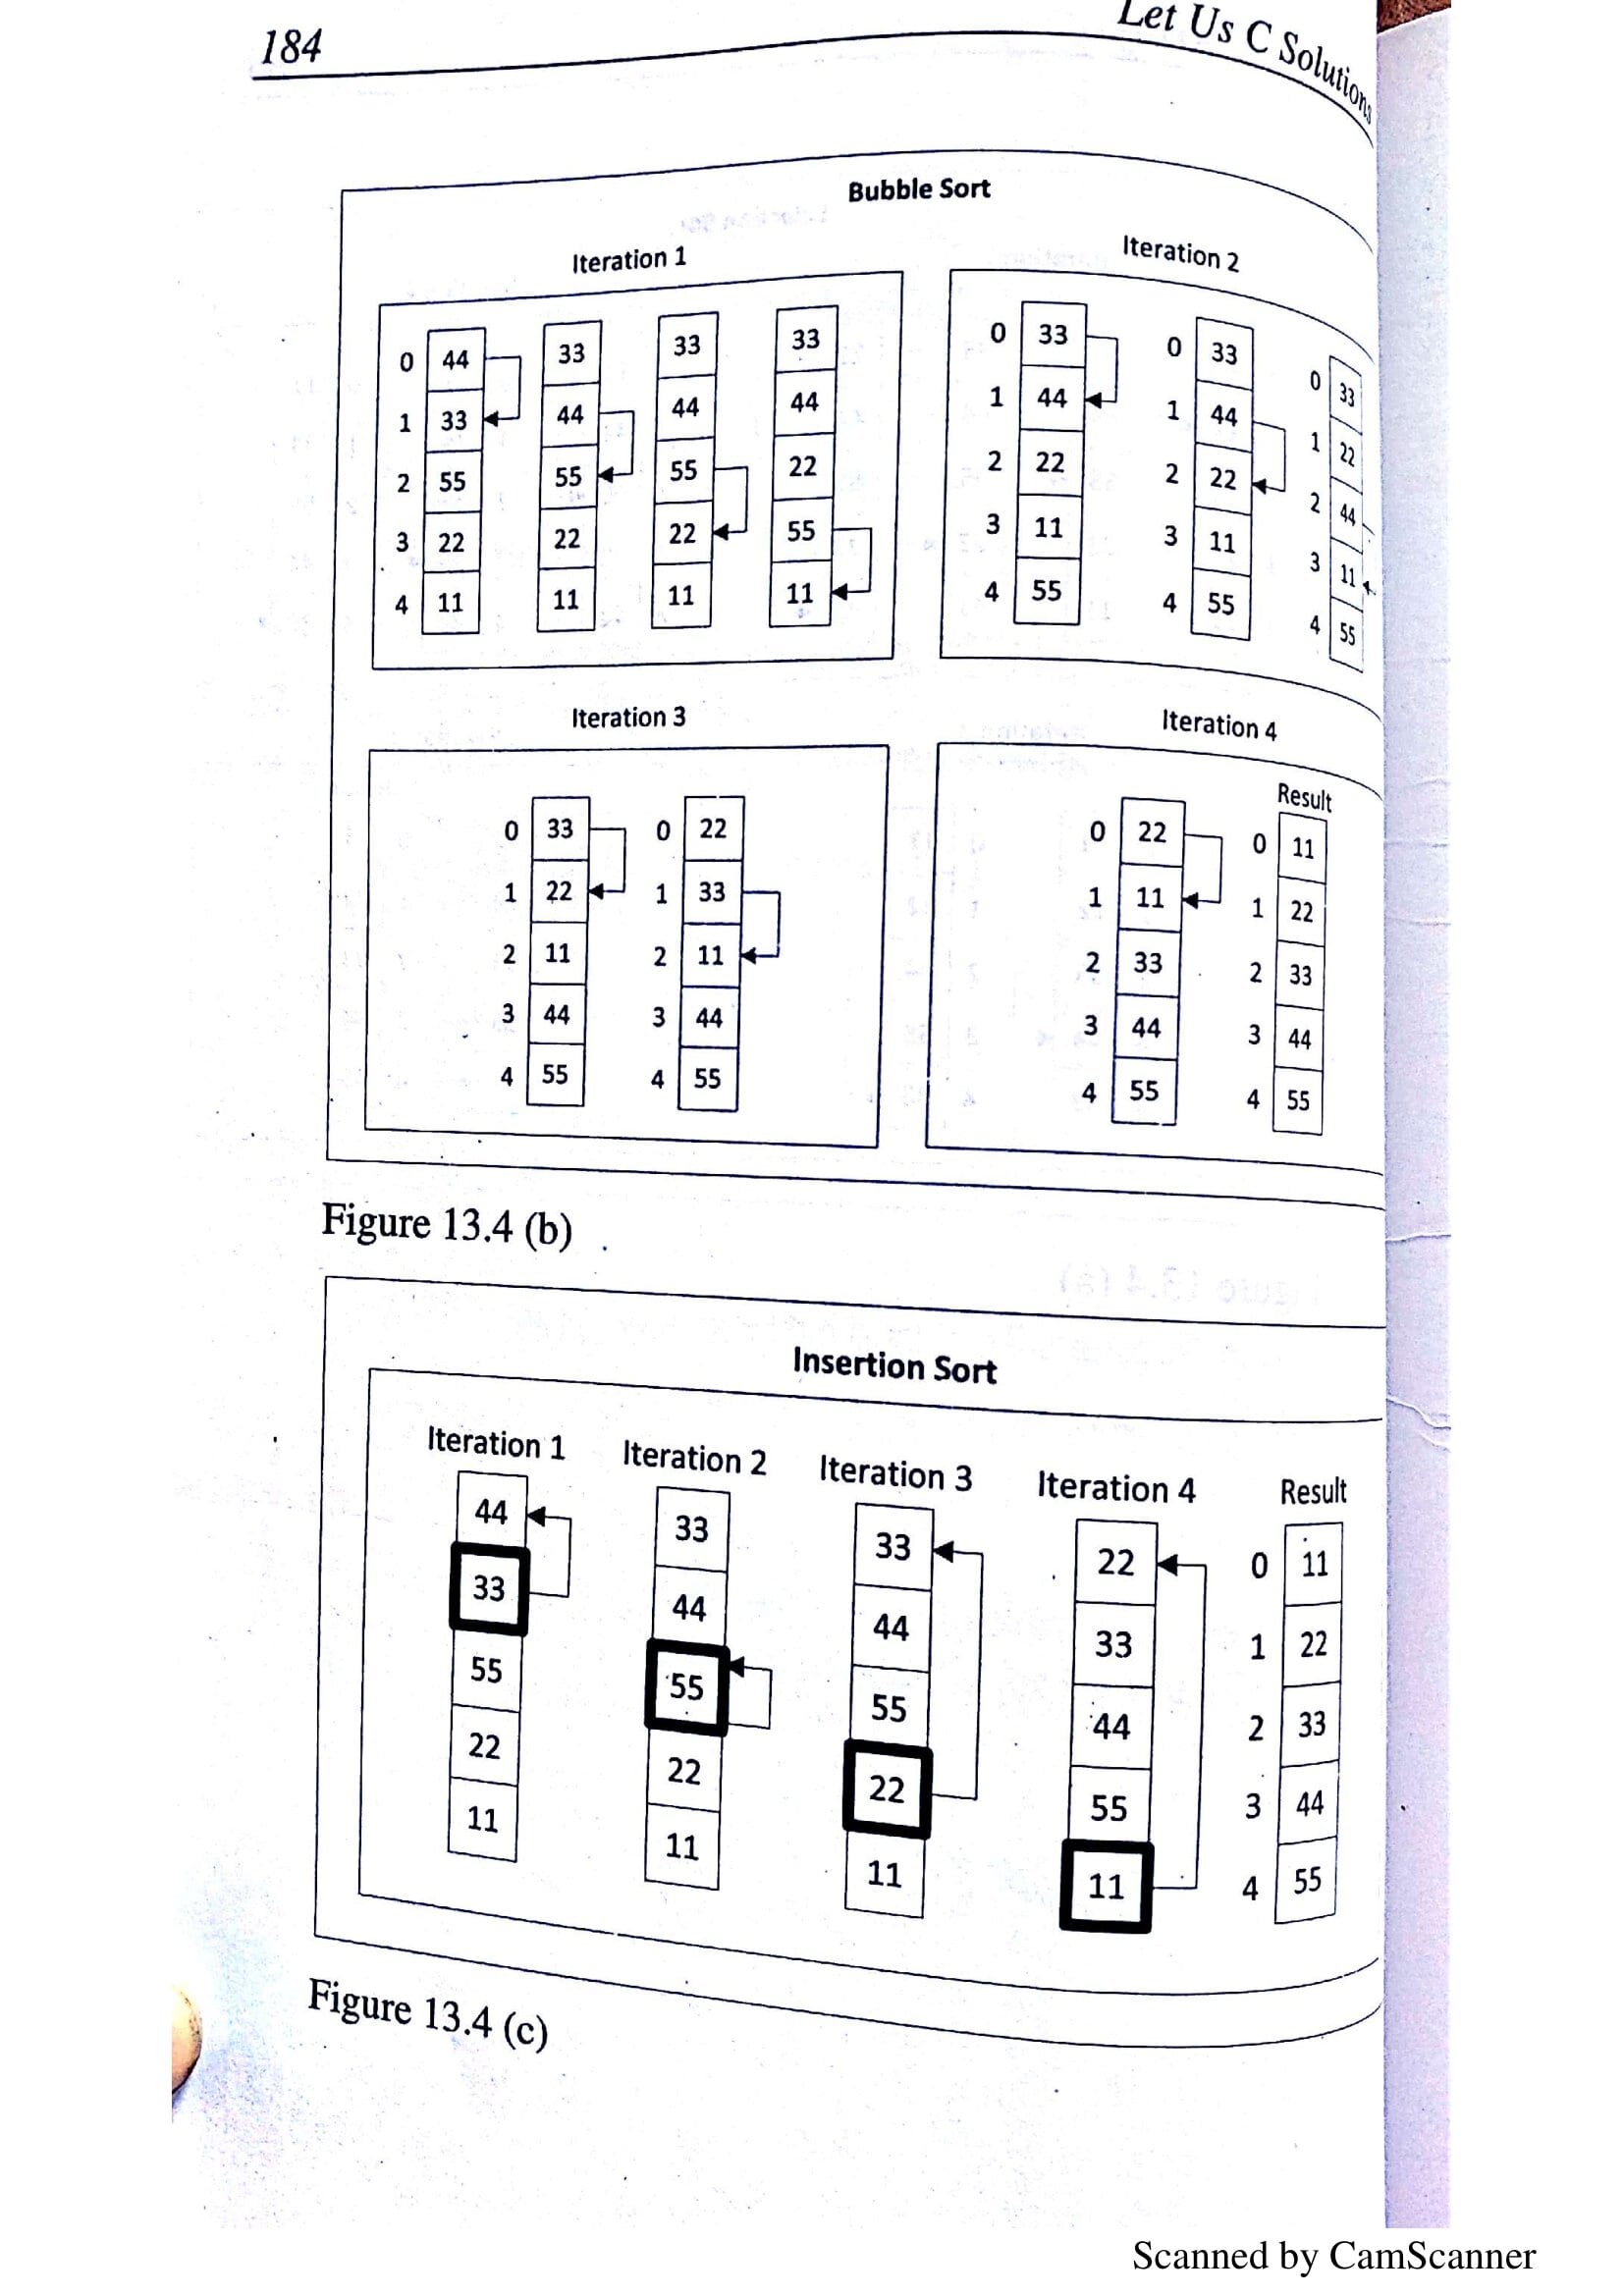 184
Let Us C Solutions
Bubble Sort
Iteration 1
Iteration 2
0 44 33 33 33 0 33 0 33 0 33
1 33 44 44 44 1 44 1 44 1 22
2 55 55 55 22 2 22 2 22 2 44
3 22 22 22 55 3 11 3 11 3 11
4 11 11 11 11 4 55 4 55 4 55
Iteration 3
Iteration 4
Result
0 33 0 22 0 22 0 11
1 22 1 33 1 11 1 22
2 11 2 11 2 33 2 33
3 44 3 44 3 44 3 44
4 55 4 55 4 55 4 55
Figure 13.4 (b)
Insertion Sort
Iteration 1 Iteration 2 Iteration 3 Iteration 4 Result
44 33 33 22 0 11
33 44 44 33 1 22
55 55 55 44 2 33
22 22 22 55 3 44
11 11 11 11 4 55
Figure 13.4 (c)
Scanned by CamScanner